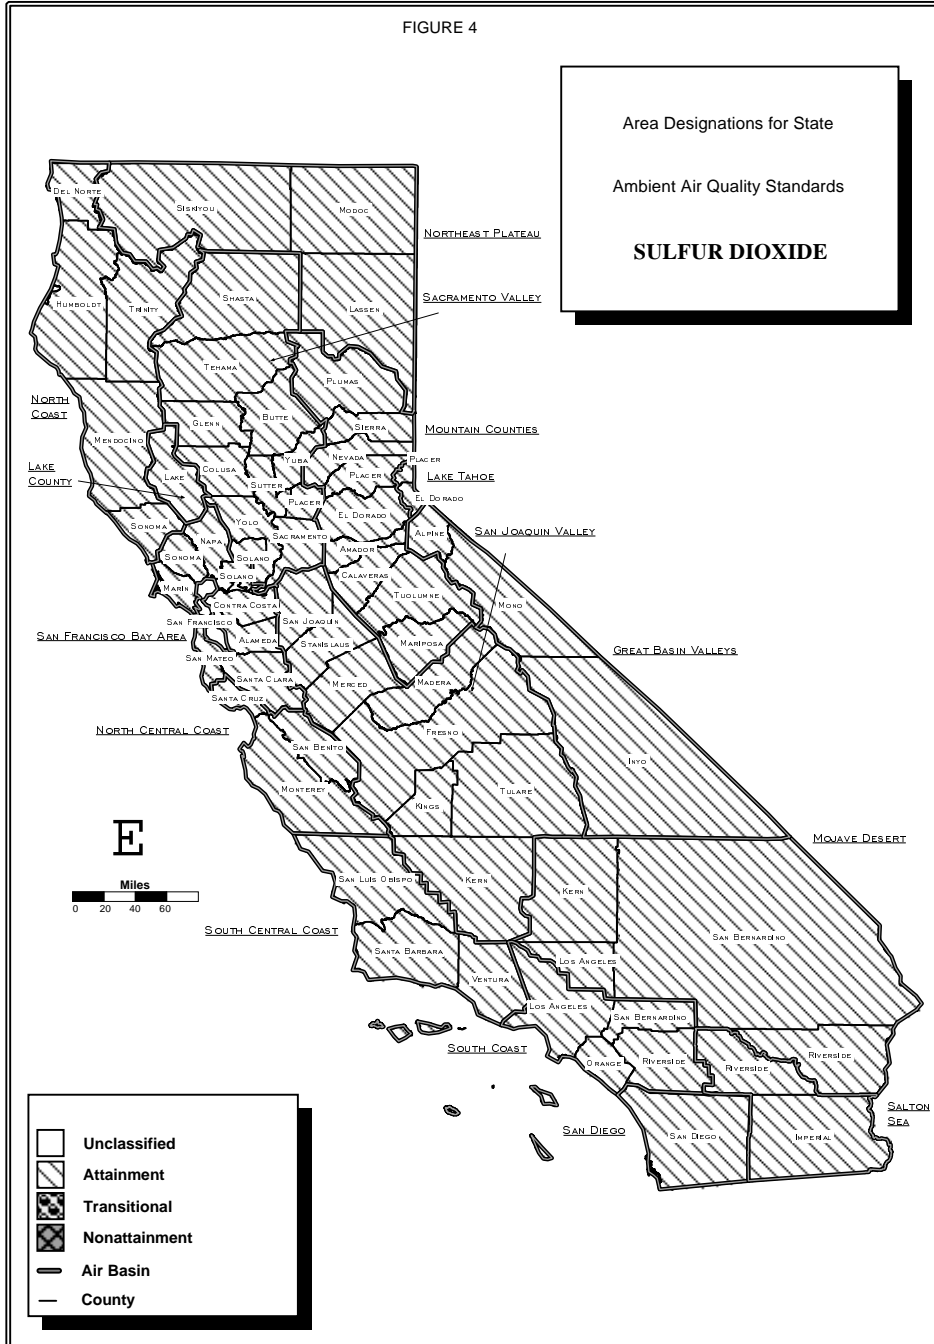 FIGURE 4
Area Designations for State
Ambient Air Quality Standards
SULFUR DIOXIDE
DEL NORTE
SISKIYOU
MODOC
NORTHEAST PLATEAU
SACRAMENTO VALLEY
HUMBOLDT
TRINITY
SHASTA
LASSEN
TEHAMA
PLUMAS
NORTH
COAST
GLENN
BUTTE
SIERRA
MOUNTAIN COUNTIES
MENDOCINO
LAKE
COUNTY
LAKE
COLUSA
YUBA
NEVADA
PLACER
SUTTER
PLACER
LAKE TAHOE
PLACER
EL DORADO
SONOMA
YOLO
EL DORADO
SACRAMENTO
ALPINE
SAN JOAQUIN VALLEY
NAPA
SONOMA
SOLANO
AMADOR
SOLANO
CALAVERAS
MARIN
TUOLUMNE
MONO
CONTRA COSTA
SAN FRANCISCO
SAN JOAQUIN
SAN FRANCISCO BAY AREA
ALAMEDA
STANISLAUS
MARIPOSA
GREAT BASIN VALLEYS
SAN MATEO
SANTA CLARA
MERCED
MADERA
SANTA CRUZ
NORTH CENTRAL COAST
FRESNO
SAN BENITO
INYO
MONTEREY
KINGS
TULARE
E
MOJAVE DESERT
Miles
0 20 40 60
SAN LUIS OBISPO
KERN
KERN
SOUTH CENTRAL COAST
SAN BERNARDINO
SANTA BARBARA
LOS ANGELES
VENTURA
LOS ANGELES
SAN BERNARDINO
SOUTH COAST
ORANGE
RIVERSIDE
RIVERSIDE
RIVERSIDE
SALTON
SEA
SAN DIEGO
SAN DIEGO
IMPERIAL
Unclassified
Attainment
Transitional
Nonattainment
Air Basin
County